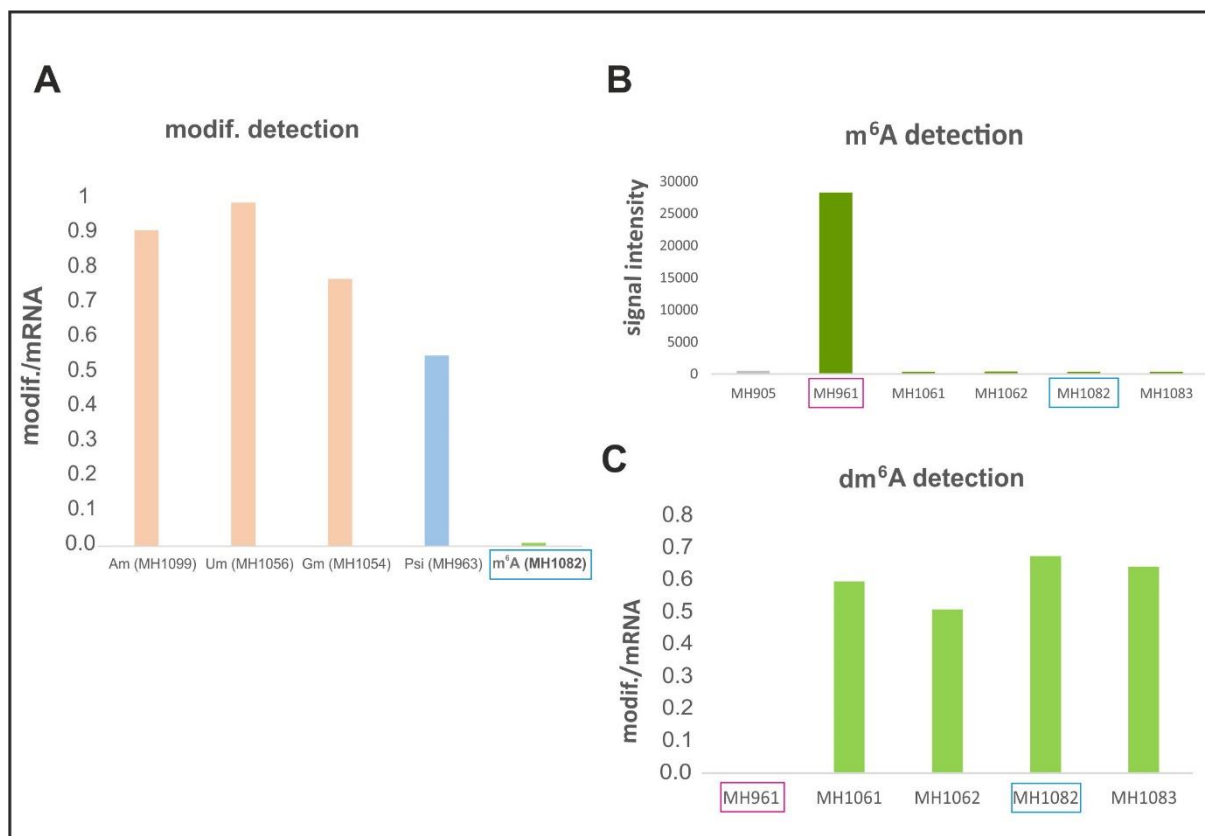 A
modif. detection
modif./mRNA
1
0.9
0.8
0.7
0.6
0.5
0.4
0.3
0.2
0.1
0.0
Am (MH1099) Um (MH1056) Gm (MH1054) Psi (MH963) m⁶A (MH1082)
B
m⁶A detection
signal intensity
30000
25000
20000
15000
10000
5000
0
MH905 MH961 MH1061 MH1062 MH1082 MH1083
C
dm⁶A detection
modif./mRNA
0.8
0.7
0.6
0.5
0.4
0.3
0.2
0.1
0.0
MH961 MH1061 MH1062 MH1082 MH1083